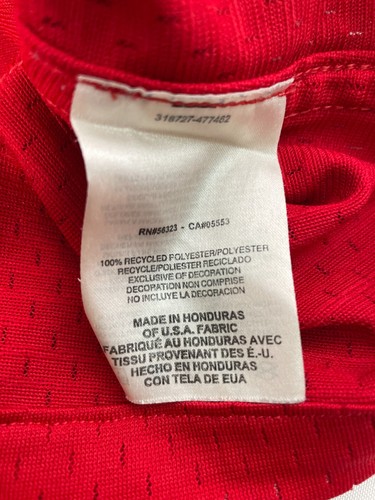 318727-477462
RN#56323 - CA#05553
100% RECYCLED POLYESTER/POLYESTER
RECYCLE/POLIESTER RECICLADO
EXCLUSIVE OF DECORATION
DECORATION NON COMPRISE
NO INCLUYE LA DECORACION
MADE IN HONDURAS
OF U.S.A. FABRIC
FABRIQUÉ AU HONDURAS AVEC
TISSU PROVENANT DES É.-U.
HECHO EN HONDURAS
CON TELA DE EUA